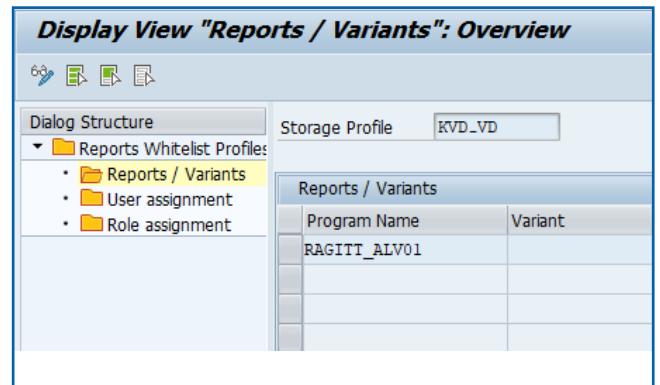 Display View "Reports / Variants": Overview
Dialog Structure
Reports Whitelist Profiles
Reports / Variants
User assignment
Role assignment
Storage Profile KVD_VD
Reports / Variants
Program Name Variant
RAGITT_ALV01